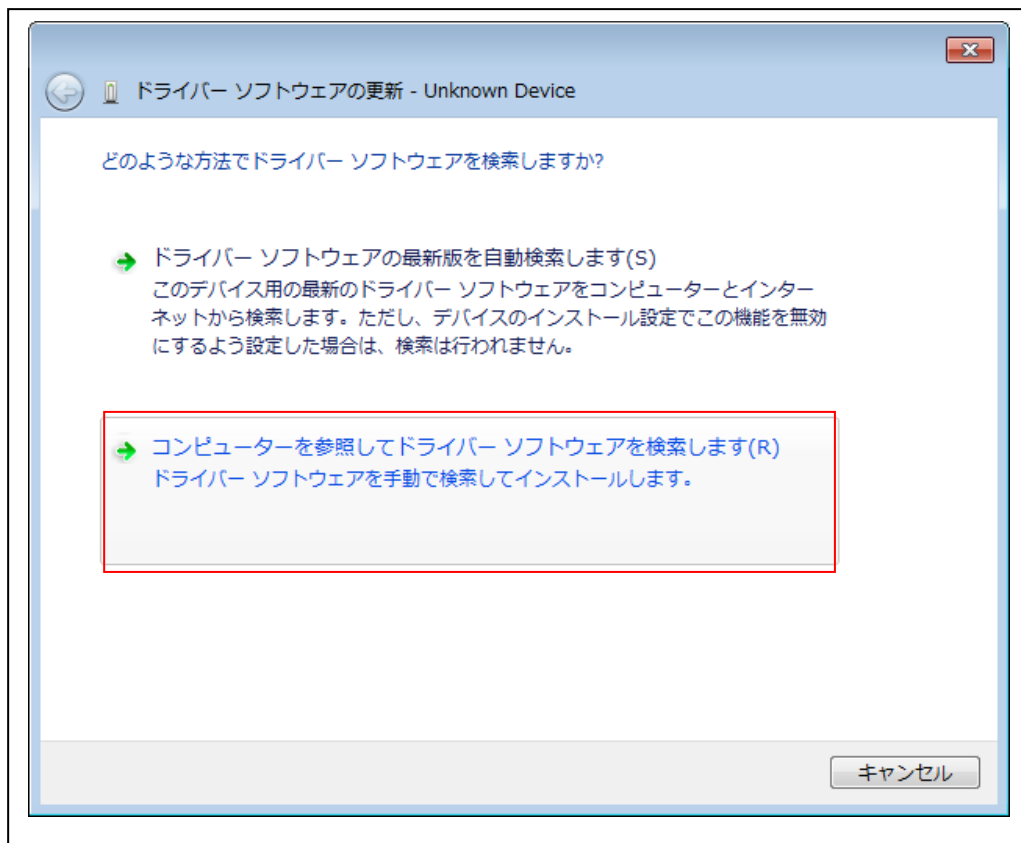 ドライバー ソフトウェアの更新 - Unknown Device
どのような方法でドライバー ソフトウェアを検索しますか?
ドライバー ソフトウェアの最新版を自動検索します(S)
このデバイス用の最新のドライバー ソフトウェアをコンピューターとインター
ネットから検索します。ただし、デバイスのインストール設定でこの機能を無効
にするよう設定した場合は、検索は行われません。
コンピューターを参照してドライバー ソフトウェアを検索します(R)
ドライバー ソフトウェアを手動で検索してインストールします。
キャンセル